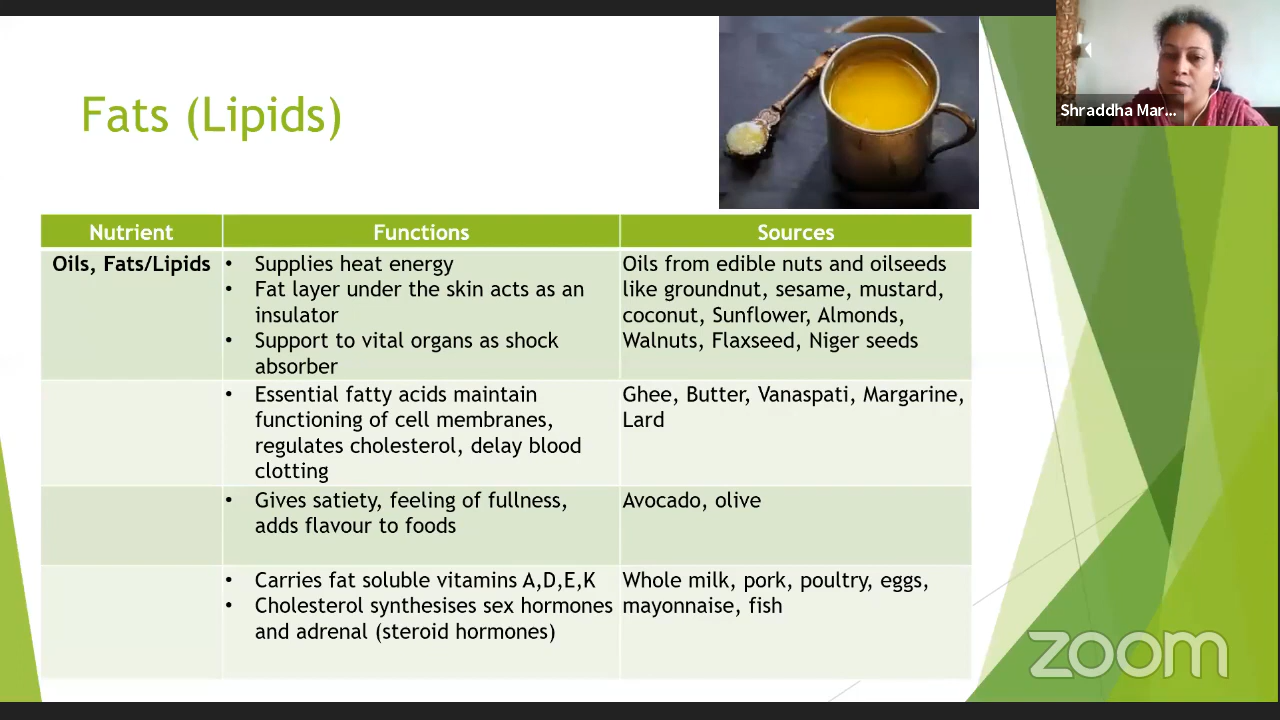 Fats (Lipids)
Shraddha Mar...
Nutrient
Functions
Sources
Oils, Fats/Lipids
• Supplies heat energy
• Fat layer under the skin acts as an
insulator
• Support to vital organs as shock
absorber
Oils from edible nuts and oilseeds
like groundnut, sesame, mustard,
coconut, Sunflower, Almonds,
Walnuts, Flaxseed, Niger seeds
• Essential fatty acids maintain
functioning of cell membranes,
regulates cholesterol, delay blood
clotting
Ghee, Butter, Vanaspati, Margarine,
Lard
• Gives satiety, feeling of fullness,
adds flavour to foods
Avocado, olive
• Carries fat soluble vitamins A,D,E,K
• Cholesterol synthesises sex hormones
and adrenal (steroid hormones)
Whole milk, pork, poultry, eggs,
mayonnaise, fish
zoom